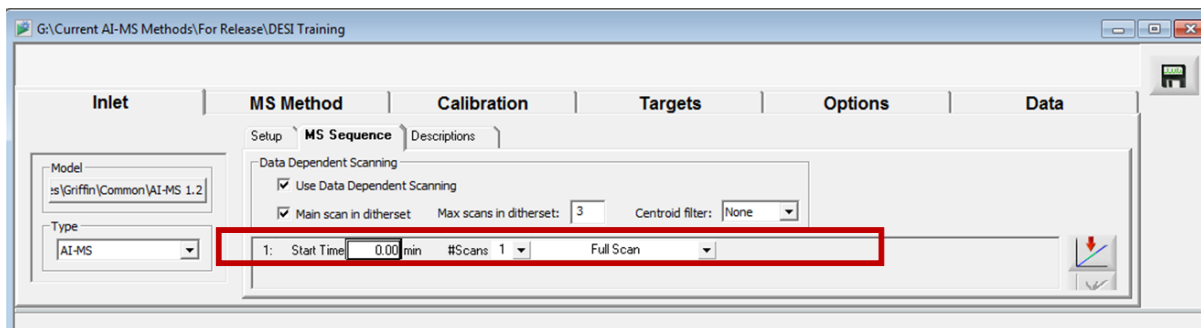 G:\Current AI-MS Methods\For Release\DESI Training
Inlet MS Method Calibration Targets Options Data
Setup MS Sequence Descriptions
Model
:s\Griffin\Common\AI-MS 1.2
Type
AI-MS
Data Dependent Scanning
Use Data Dependent Scanning
Main scan in ditherset Max scans in ditherset: 3 Centroid filter: None
1: Start Time 0.00 min #Scans 1 Full Scan